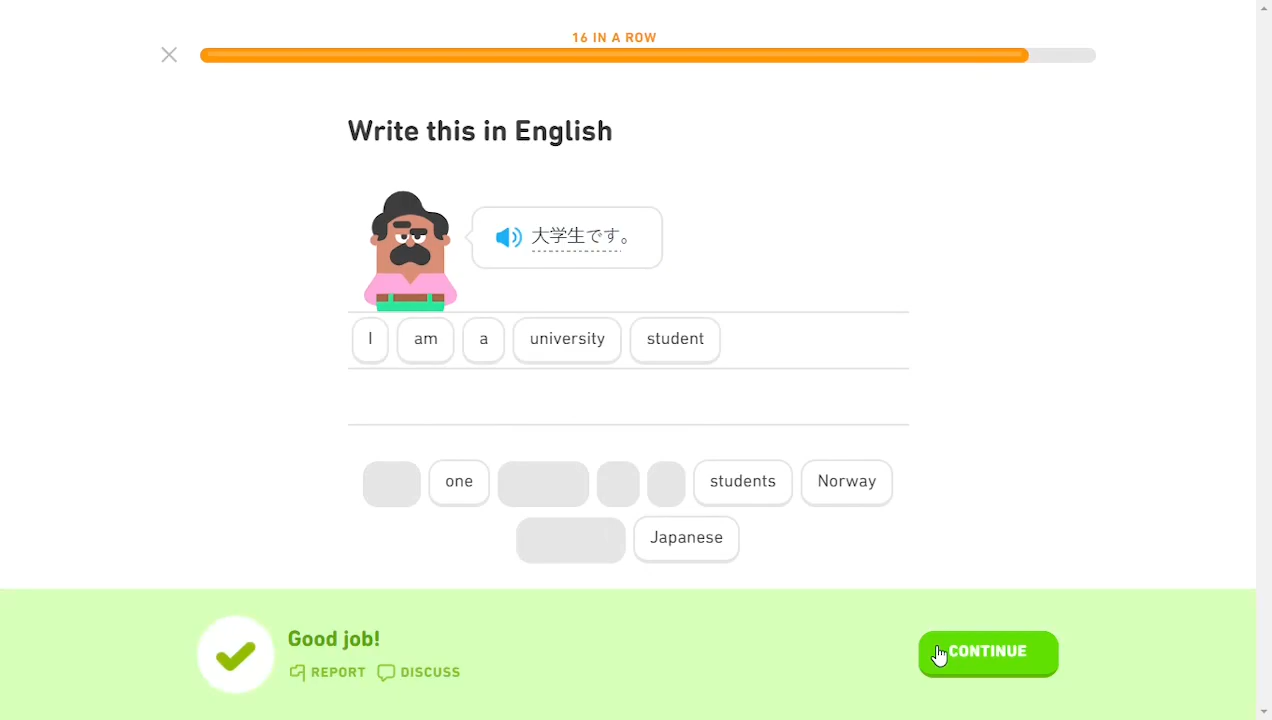 16 IN A ROW
Write this in English
大学生です。
I am a university student
one students Norway
Japanese
Good job!
REPORT DISCUSS
CONTINUE